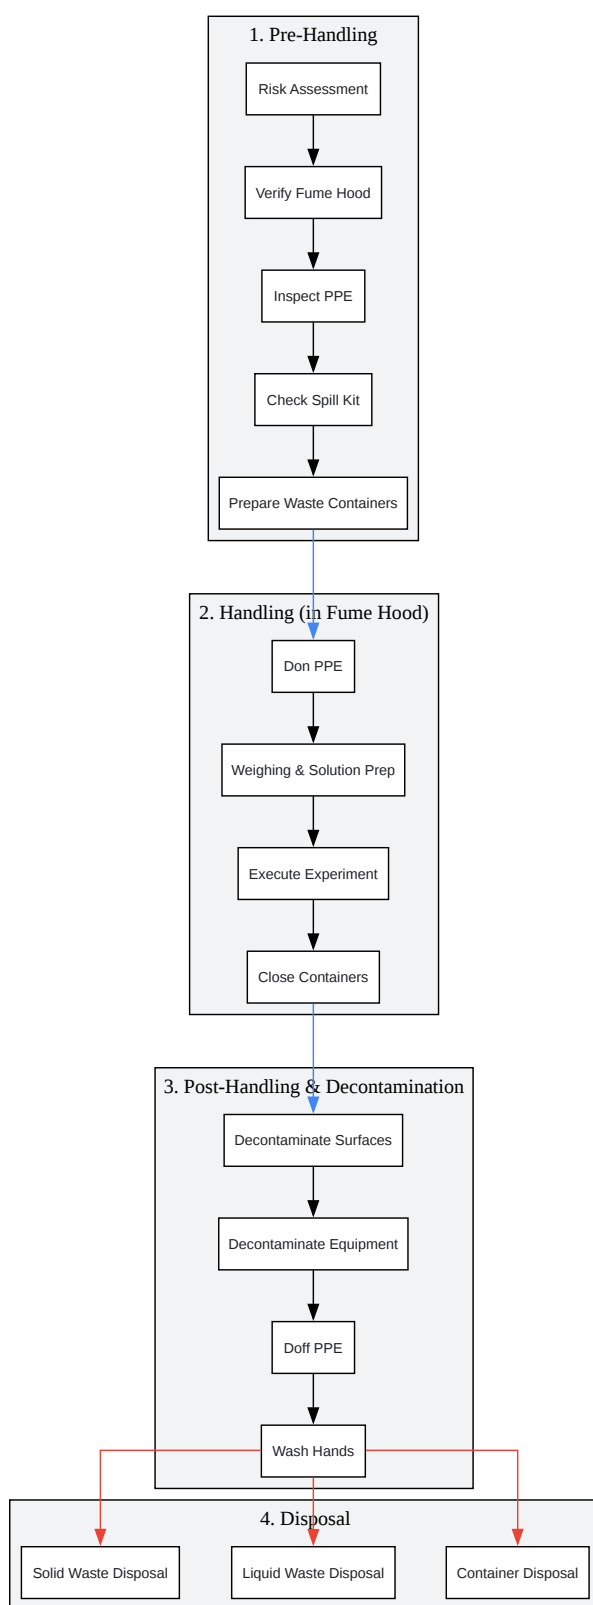 1. Pre-Handling
Risk Assessment
Verify Fume Hood
Inspect PPE
Check Spill Kit
Prepare Waste Containers
2. Handling (in Fume Hood)
Don PPE
Weighing & Solution Prep
Execute Experiment
Close Containers
3. Post-Handling & Decontamination
Decontaminate Surfaces
Decontaminate Equipment
Doff PPE
Wash Hands
4. Disposal
Solid Waste Disposal
Liquid Waste Disposal
Container Disposal